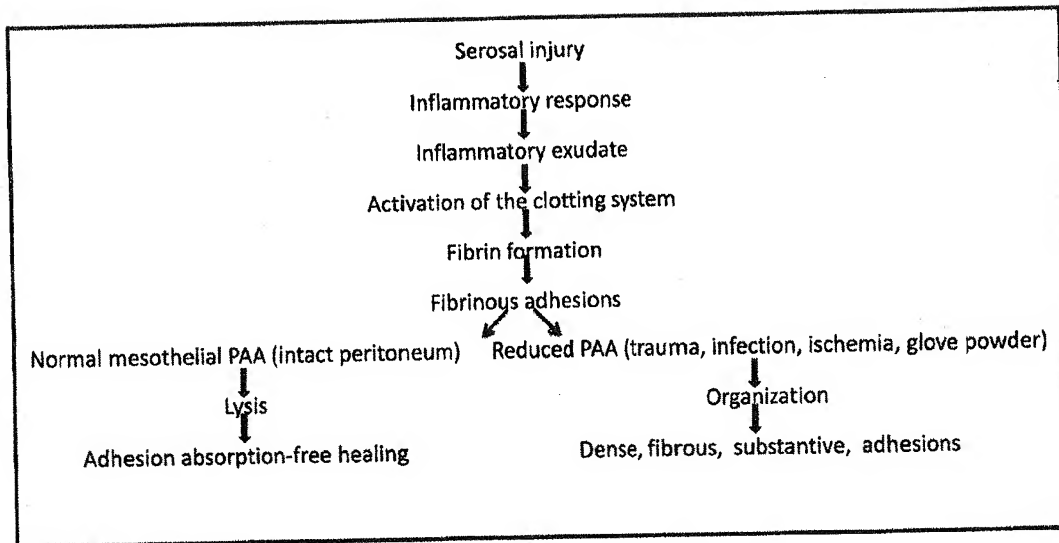 Serosal injury
Inflammatory response
Inflammatory exudate
Activation of the clotting system
Fibrin formation
Fibrinous adhesions
Normal mesothelial PAA (intact peritoneum)
Reduced PAA (trauma, infection, ischemia, glove powder)
Lysis
Organization
Adhesion absorption-free healing
Dense, fibrous, substantive, adhesions